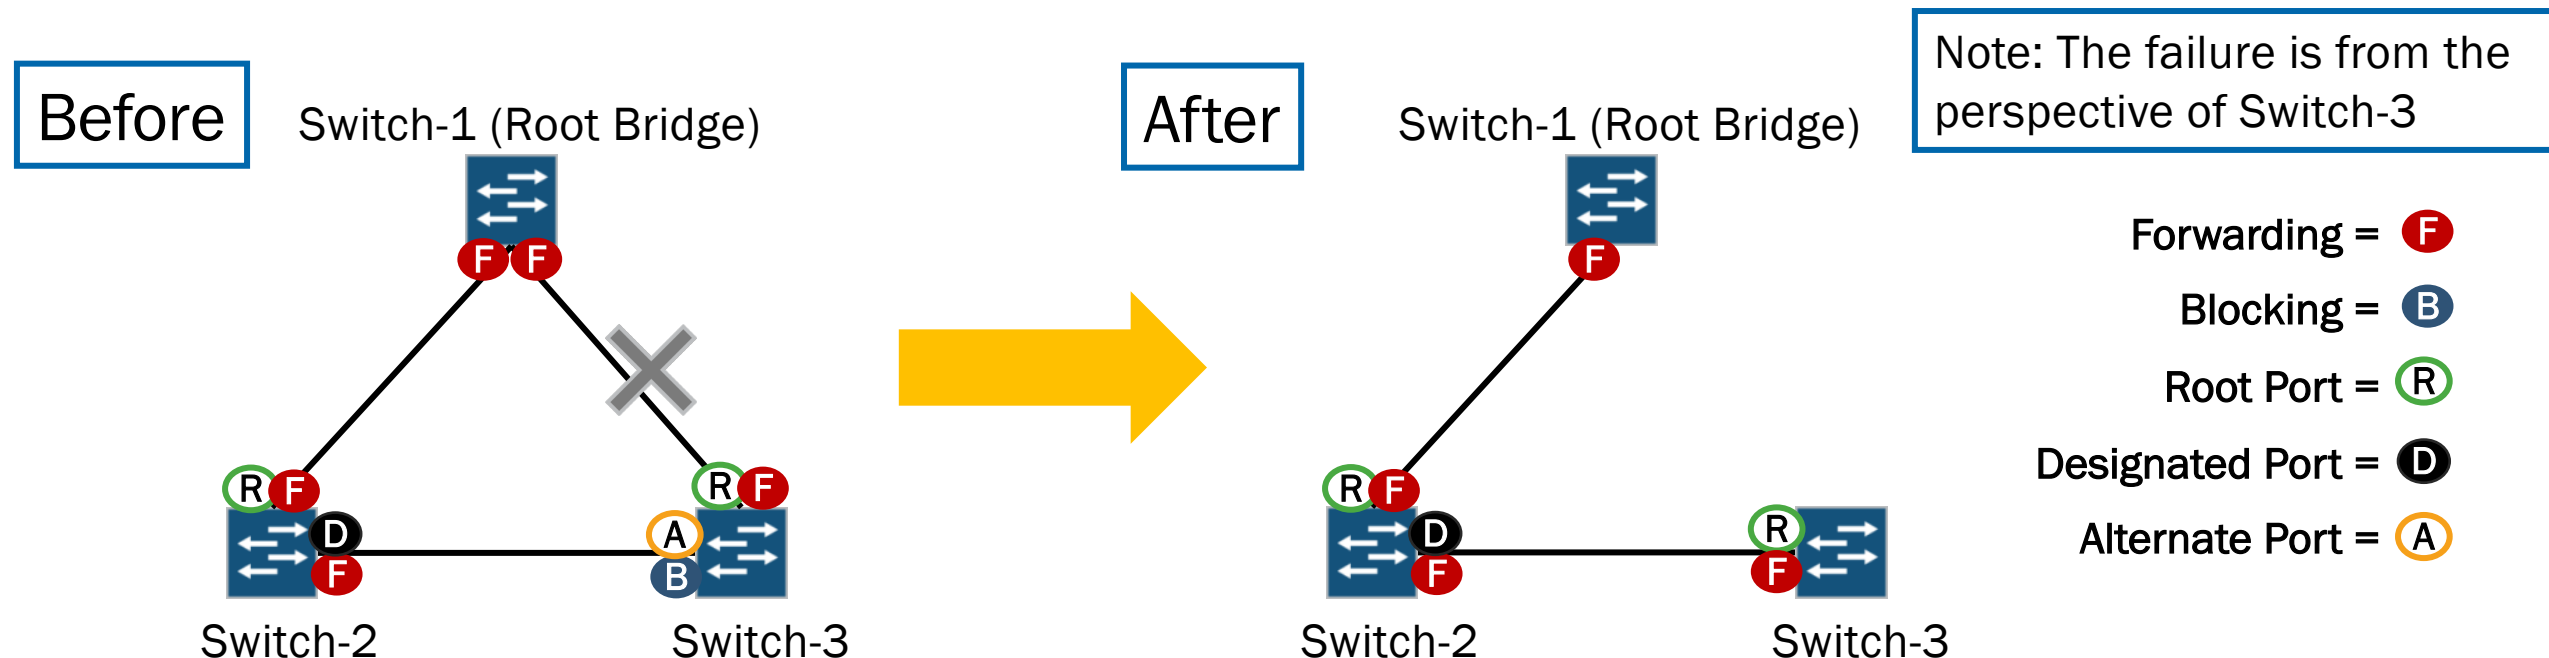 Before
Switch-1 (Root Bridge)
F F
R F
D
F
R F
A
B
Switch-2
Switch-3
After
Switch-1 (Root Bridge)
F
R F
D
F
R
F
Switch-2
Switch-3
Note: The failure is from the
perspective of Switch-3
Forwarding = F
Blocking = B
Root Port = R
Designated Port = D
Alternate Port = A